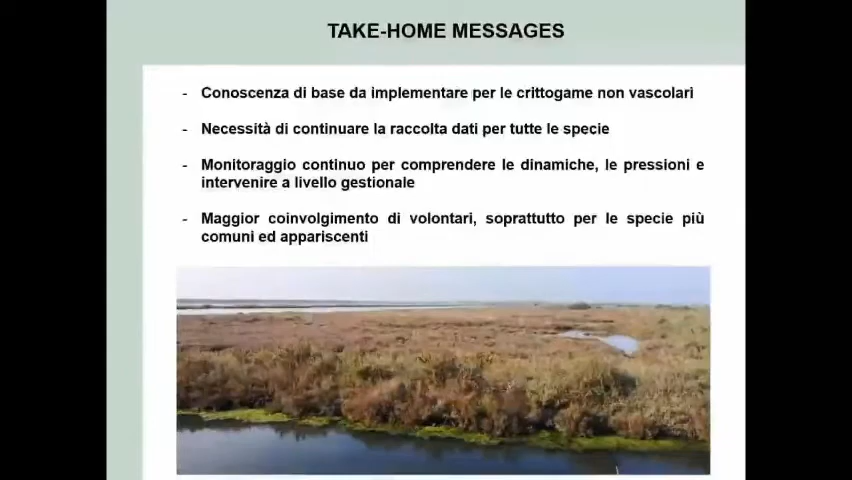 TAKE-HOME MESSAGES
- Conoscenza di base da implementare per le crittogame non vascolari
- Necessità di continuare la raccolta dati per tutte le specie
- Monitoraggio continuo per comprendere le dinamiche, le pressioni e
intervenire a livello gestionale
- Maggior coinvolgimento di volontari, soprattutto per le specie più
comuni ed appariscenti